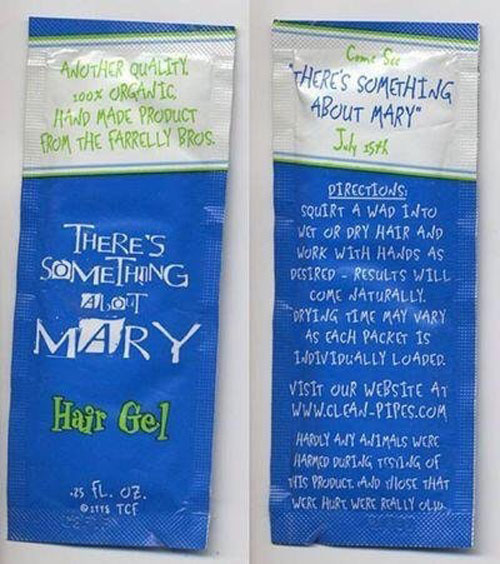 ANOTHER QUALITY,
100% ORGANIC,
HAND MADE PRODUCT
FROM THE FARRELLY BROS.
THERE'S
SOMETHING
ABOUT
MARY
Hair Gel
.25 FL. OZ.
TCF
Come See
"THERE'S SOMETHING
ABOUT MARY"
July 15th
DIRECTIONS:
SQUIRT A WAD INTO
WET OR DRY HAIR AND
WORK WITH HANDS AS
DESIRED - RESULTS WILL
COME NATURALLY.
DRYING TIME MAY VARY
AS EACH PACKET IS
INDIVIDUALLY LOADED.
VISIT OUR WEBSITE AT
WWW.CLEAN-PIPES.COM
HARDLY ANY ANIMALS WERE
HARMED DURING TESTING OF
THIS PRODUCT. AND THOSE THAT
WERE HURT WERE REALLY OLD.